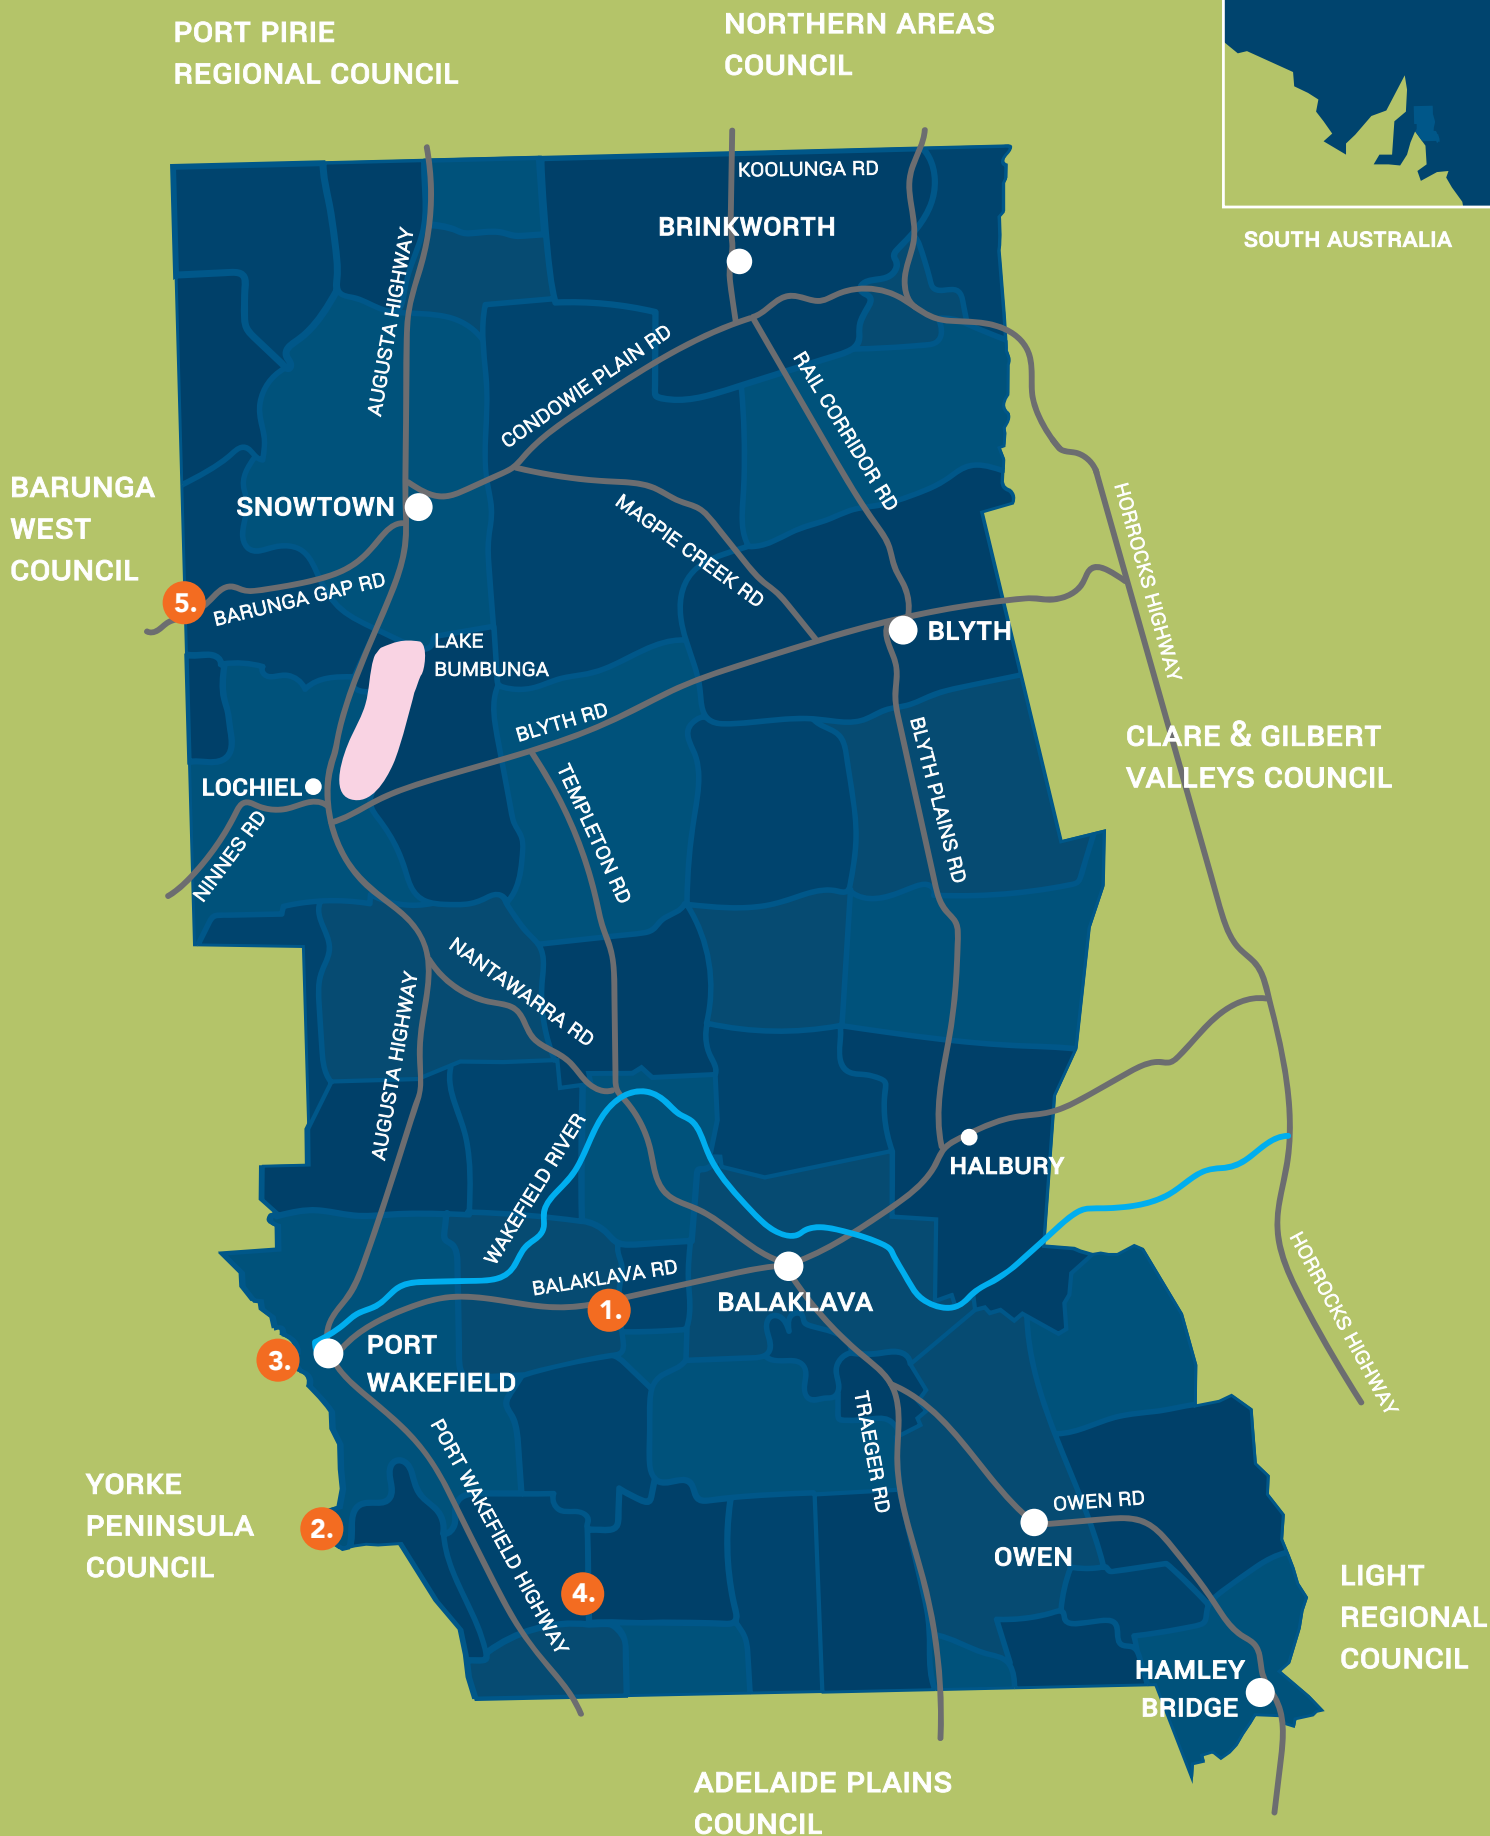 PORT PIRIE
REGIONAL COUNCIL
NORTHERN AREAS
COUNCIL
SOUTH AUSTRALIA
KOOLUNGA RD
BRINKWORTH
AUGUSTA HIGHWAY
CONDOWIE PLAIN RD
RAIL CORRIDOR RD
BARUNGA
WEST
COUNCIL
SNOWTOWN
MAGPIE CREEK RD
HORROCKS HIGHWAY
5.
BARUNGA GAP RD
LAKE
BUMBUNGA
BLYTH
BLYTH RD
CLARE & GILBERT
VALLEYS COUNCIL
LOCHIEL
NINNES RD
TEMPLETON RD
BLYTH PLAINS RD
NANTAWARRA RD
AUGUSTA HIGHWAY
WAKEFIELD RIVER
HALBURY
BALAKLAVA RD
1.
BALAKLAVA
HORROCKS HIGHWAY
3.
PORT
WAKEFIELD
TRAEGER RD
PORT WAKEFIELD HIGHWAY
YORKE
PENINSULA
COUNCIL
2.
OWEN RD
OWEN
4.
LIGHT
REGIONAL
COUNCIL
HAMLEY
BRIDGE
ADELAIDE PLAINS
COUNCIL